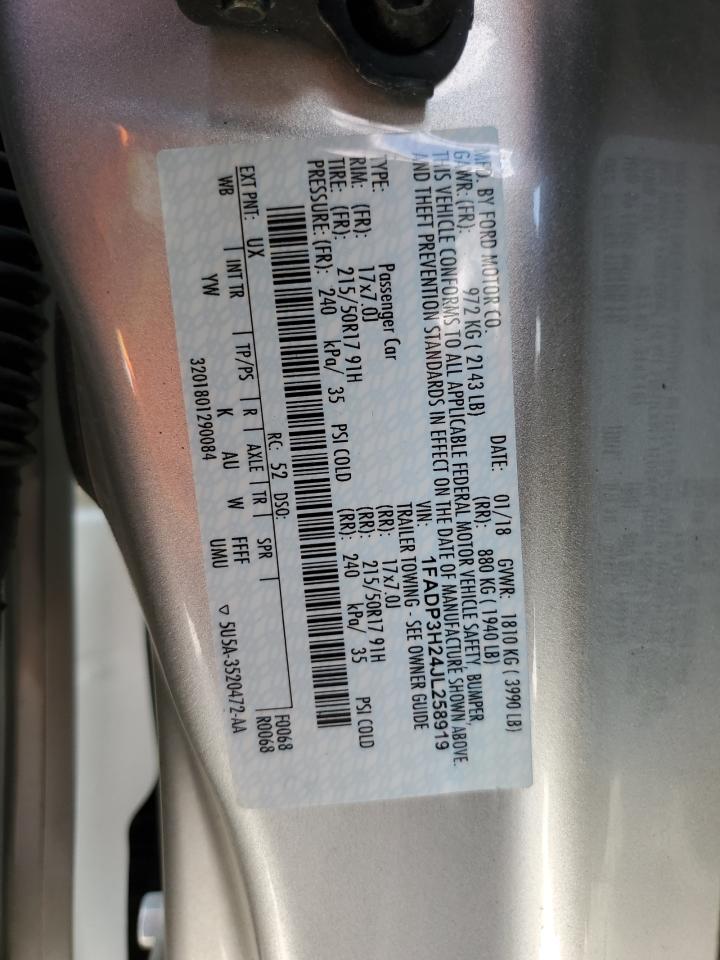 MFD. BY FORD MOTOR CO. DATE: 01/18 GVWR: 1810 KG ( 3990 LB)
GAWR: (FR): 972 KG ( 2143 LB) (RR): 880 KG ( 1940 LB)
THIS VEHICLE CONFORMS TO ALL APPLICABLE FEDERAL MOTOR VEHICLE SAFETY, BUMPER,
AND THEFT PREVENTION STANDARDS IN EFFECT ON THE DATE OF MANUFACTURE SHOWN ABOVE.
VIN: 1FADP3H24JL258919
TYPE: Passenger Car TRAILER TOWING - SEE OWNER GUIDE
RIM: (FR): 17x7.0J (RR): 17x7.0J
TIRE: (FR): 215/50R17 91H (RR): 215/50R17 91H
PRESSURE: (FR): 240 kPa/ 35 PSI COLD (RR): 240 kPa/ 35 PSI COLD
RC: 52 DSO: F0068
EXT PNT: UX R0068
WB INT TR TP/PS R AXLE TR SPR
YW K AU W FFFF
3201801290084 UMU ▽ 5U5A-3520472-AA